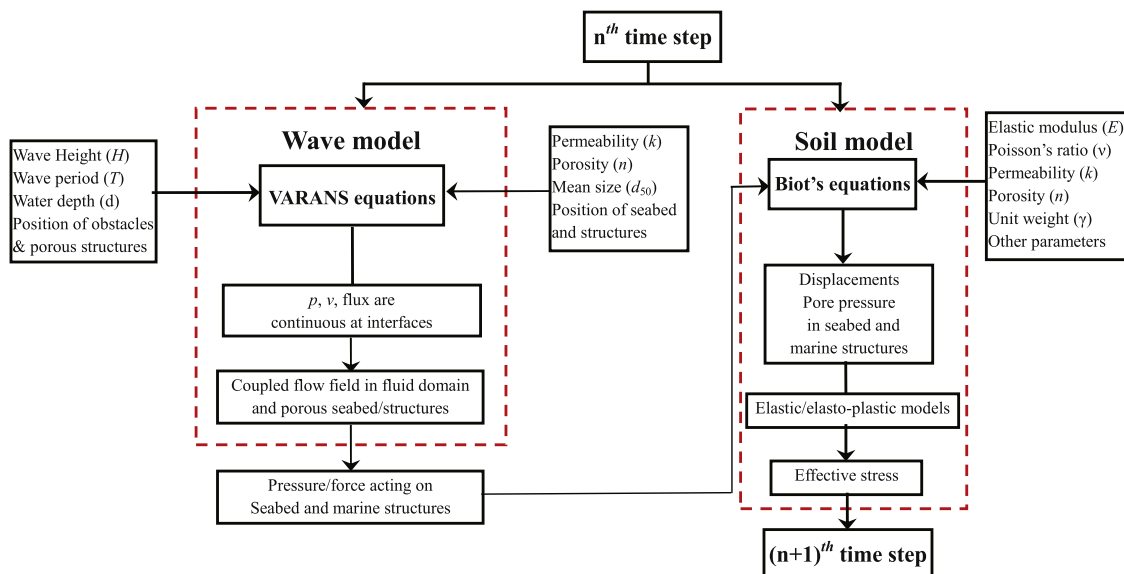 nth time step
Wave model
Wave Height (H)
Wave period (T)
Water depth (d)
Position of obstacles
& porous structures
VARANS equations
Permeability (k)
Porosity (n)
Mean size (d50)
Position of seabed
and structures
p, v, flux are
continuous at interfaces
Coupled flow field in fluid domain
and porous seabed/structures
Pressure/force acting on
Seabed and marine structures
Soil model
Biot's equations
Elastic modulus (E)
Poisson's ratio (ν)
Permeability (k)
Porosity (n)
Unit weight (γ)
Other parameters
Displacements
Pore pressure
in seabed and
marine structures
Elastic/elasto-plastic models
Effective stress
(n+1)th time step